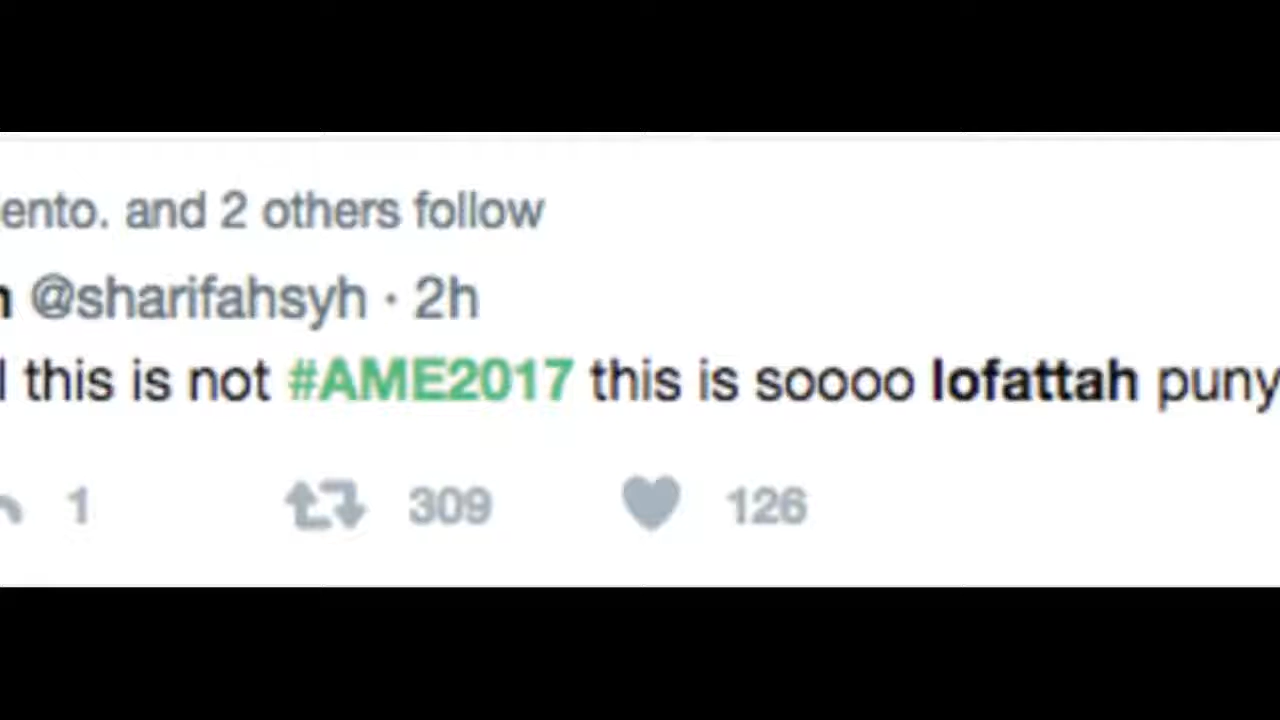 ento. and 2 others follow
@sharifahsyh · 2h
this is not #AME2017 this is soooo lofattah puny
1 309 126